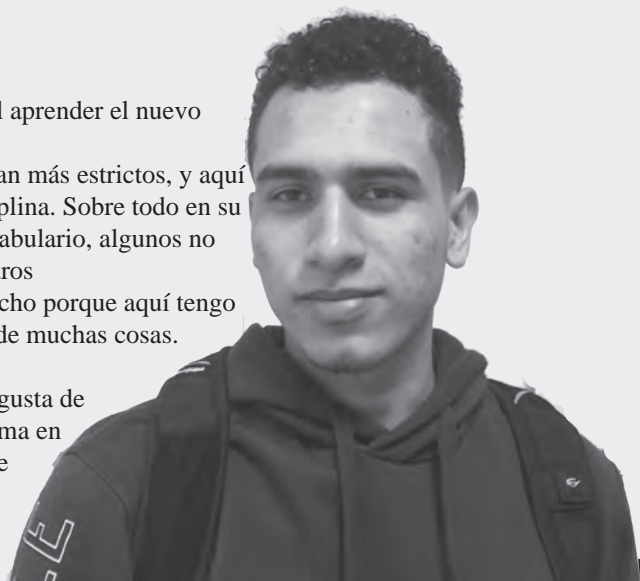 l aprender el nuevo
an más estrictos, y aquí
plina. Sobre todo en su
abulario, algunos no
ros
cho porque aquí tengo
de muchas cosas.
gusta de
ma en
e